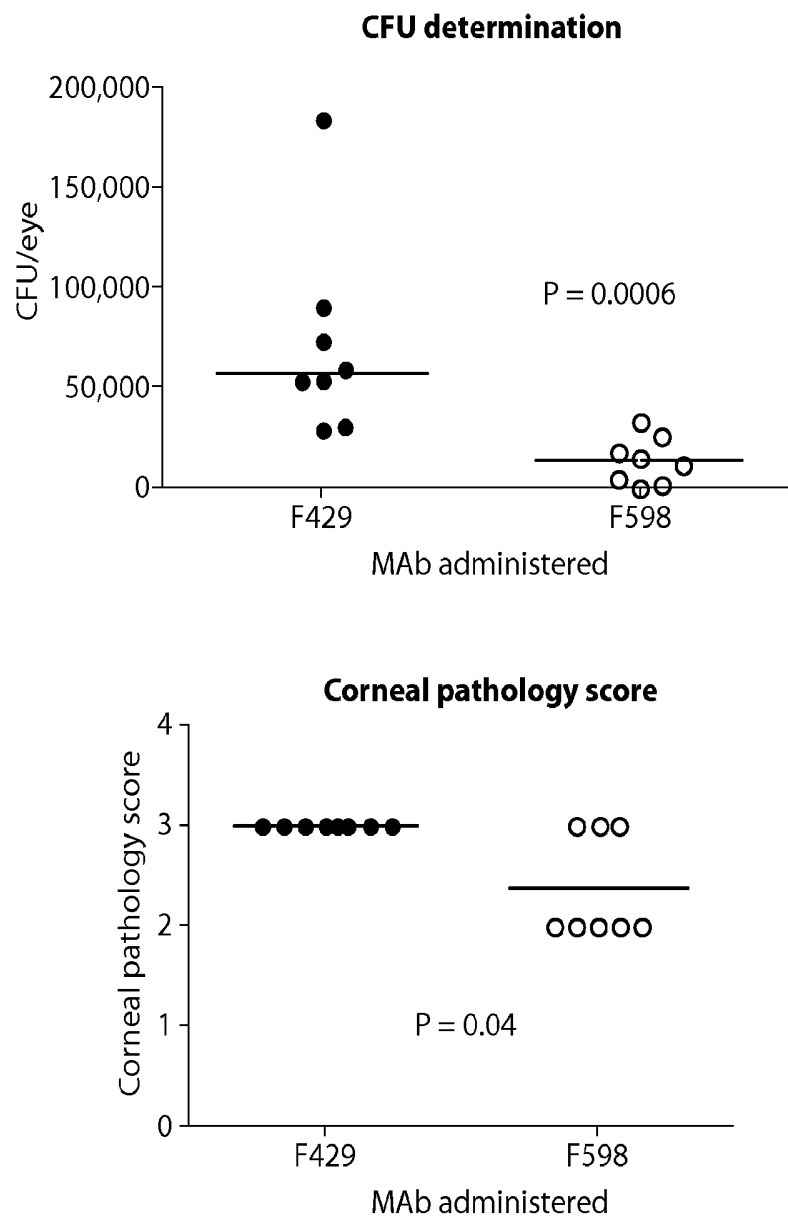 CFU determination
200,000
150,000
100,000
50,000
0
CFU/eye
P = 0.0006
F429
F598
MAb administered
Corneal pathology score
4
3
2
1
0
Corneal pathology score
P = 0.04
F429
F598
MAb administered